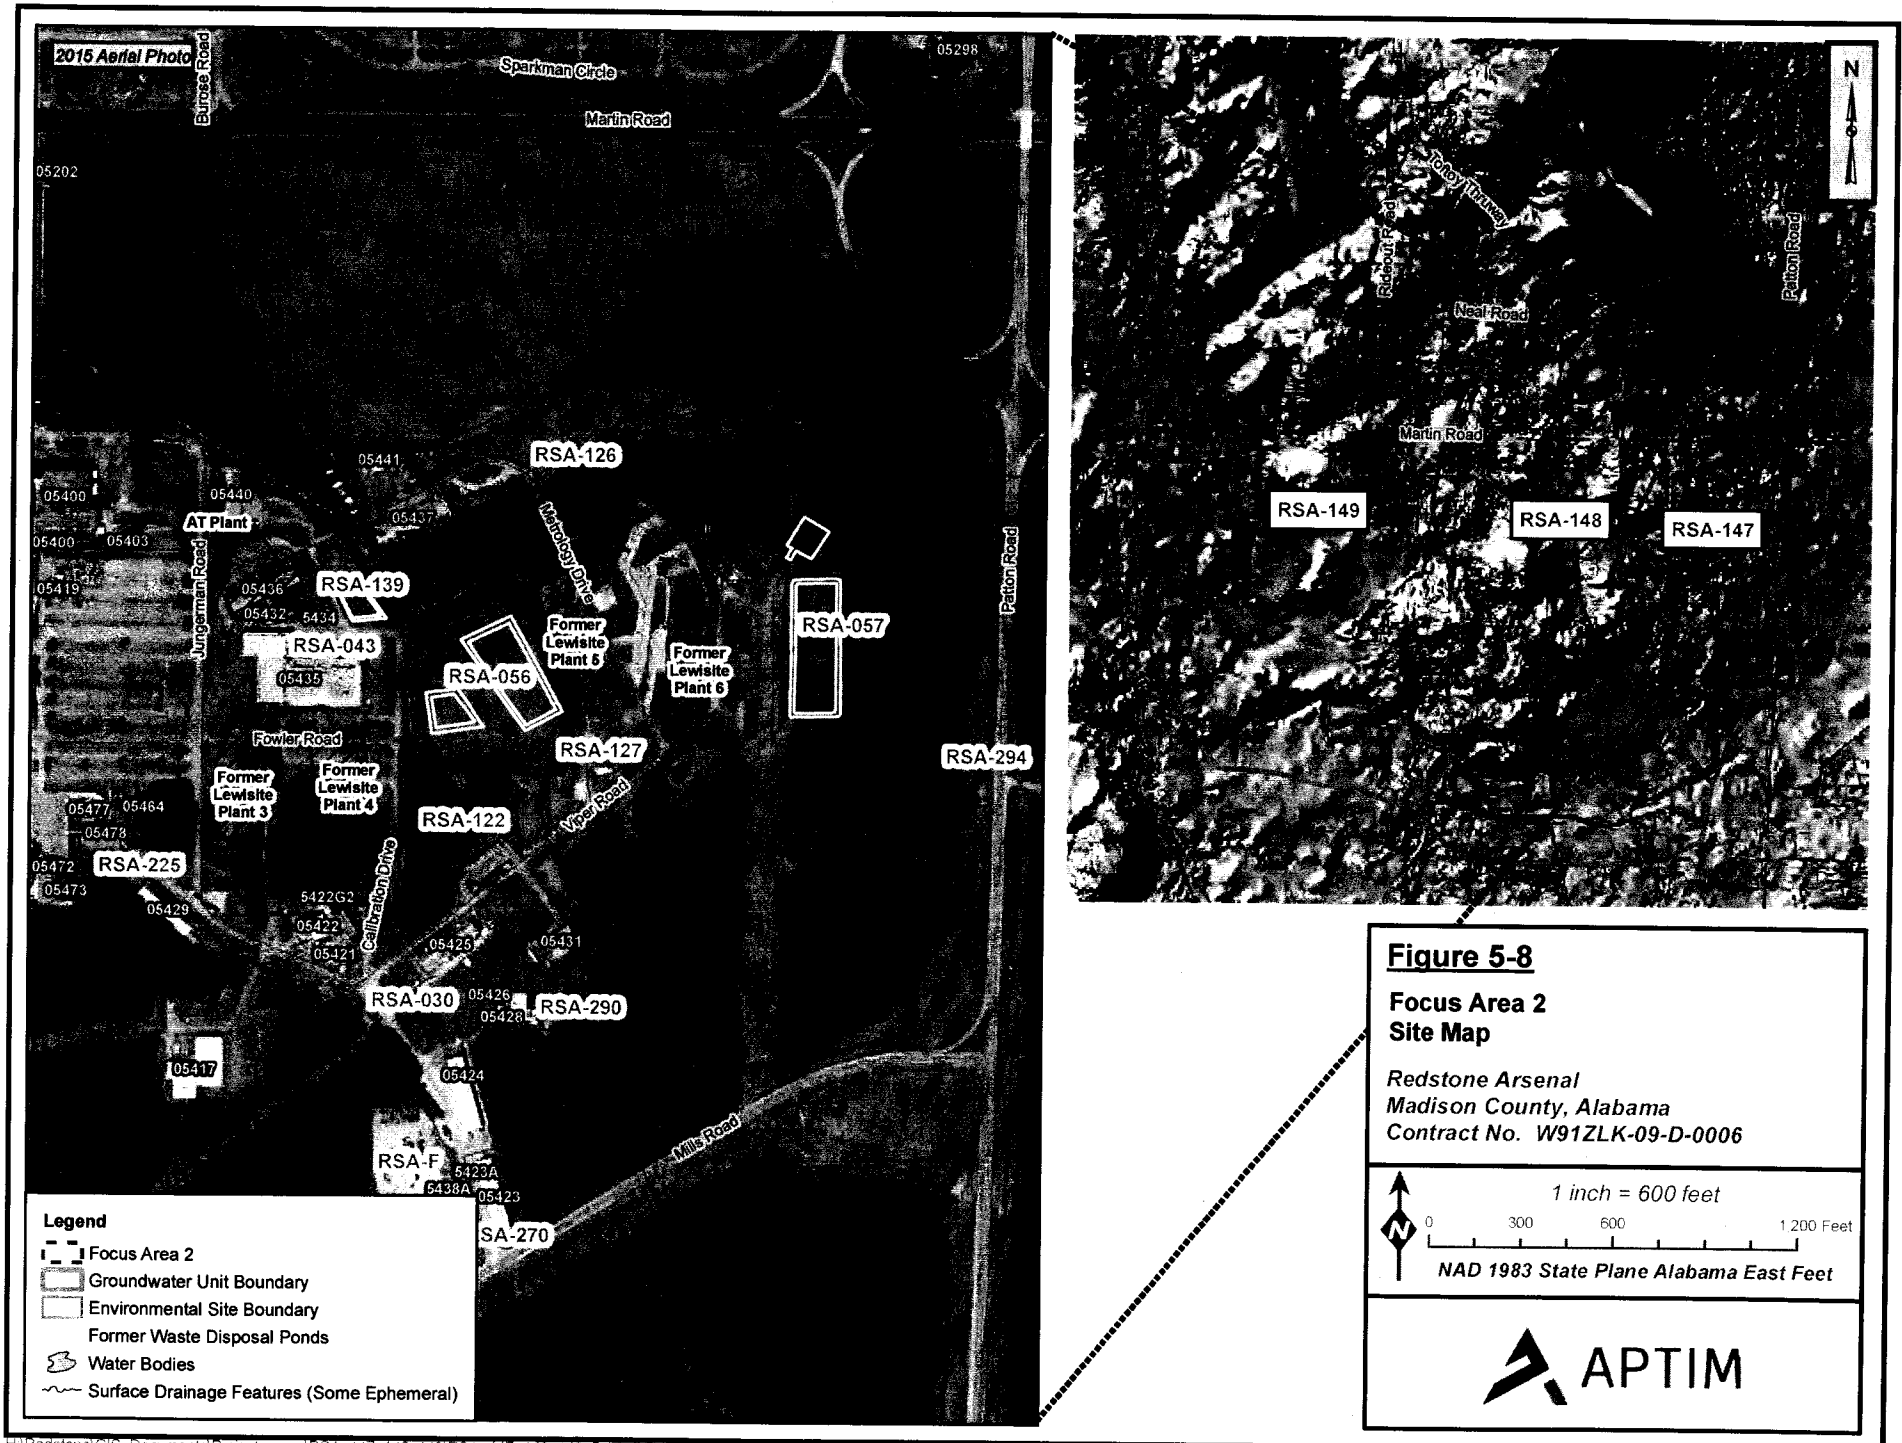 2015 Aerial Photo
Burose Road
Sparkman Circle
05298
Martin Road
05202
RSA-126
05441
05400
05440
AT Plant
05437
Metrology Drive
05400
05403
Jungerman Road
Patton Road
05419
05436
RSA-139
05432
5434
RSA-043
05435
RSA-056
Former
Lewisite
Plant 5
Former
Lewisite
Plant 6
RSA-057
Fowler Road
RSA-127
RSA-294
Former
Lewisite
Plant 3
Former
Lewisite
Plant 4
05477
05464
05478
RSA-122
Viper Road
RSA-225
05472
05473
Calibration Drive
05429
5422G2
05422
05421
05425
05431
RSA-030
05426
05428
RSA-290
05417
05424
Mills Road
RSA-F
5423A
5438A
05423
SA-270
Legend
Focus Area 2
Groundwater Unit Boundary
Environmental Site Boundary
Former Waste Disposal Ponds
Water Bodies
Surface Drainage Features (Some Ephemeral)
N
Toftoy Thruway
Rideout Road
Patton Road
Neal Road
Martin Road
RSA-149
RSA-148
RSA-147
Figure 5-8
Focus Area 2
Site Map
Redstone Arsenal
Madison County, Alabama
Contract No. W91ZLK-09-D-0006
1 inch = 600 feet
N
0 300 600 1,200 Feet
NAD 1983 State Plane Alabama East Feet
APTIM